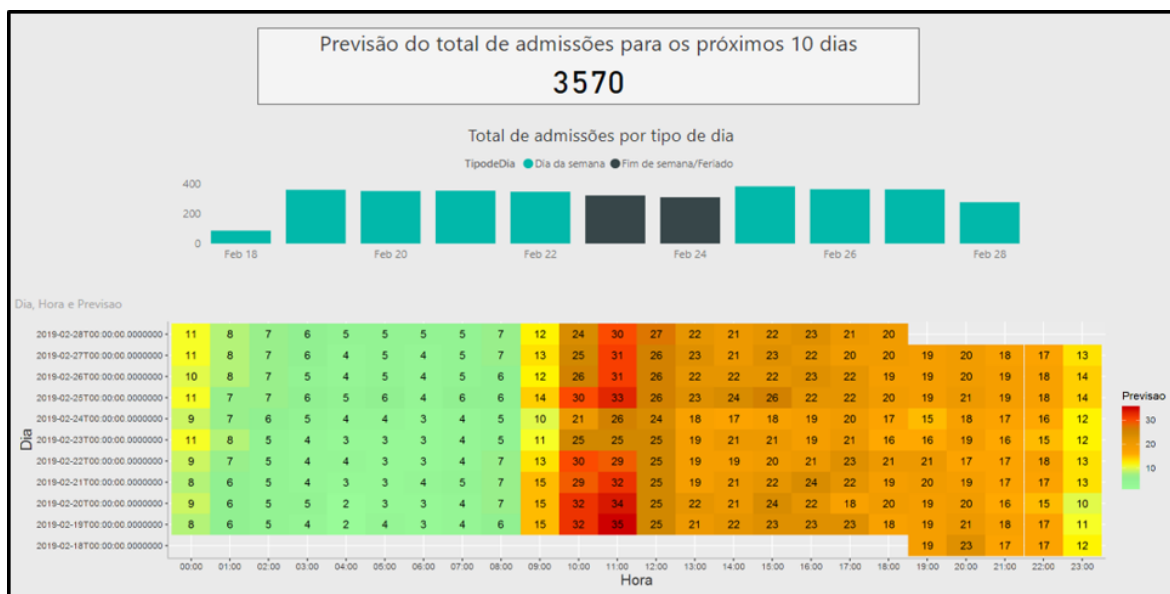 Previsão do total de admissões para os próximos 10 dias
3570
Total de admissões por tipo de dia
TipodeDia Dia da semana Fim de semana/Feriado
400
200
0
Feb 18 Feb 20 Feb 22 Feb 24 Feb 26 Feb 28
Dia, Hora e Previsao
2019-02-28T00:00:00.0000000 11 8 7 6 5 5 5 5 7 12 24 30 27 22 21 22 23 21 20
2019-02-27T00:00:00.0000000 11 8 7 6 4 5 4 5 7 13 25 31 26 23 21 23 22 20 20 19 20 18 17 13
2019-02-26T00:00:00.0000000 10 8 7 5 4 5 4 5 6 12 26 31 26 22 22 22 23 22 19 19 20 19 18 14
2019-02-25T00:00:00.0000000 11 7 7 6 5 6 4 6 6 14 30 33 26 23 24 26 22 22 20 19 21 19 18 14
2019-02-24T00:00:00.0000000 9 7 6 5 4 4 3 4 5 10 21 26 24 18 17 18 19 20 17 15 18 17 16 12
2019-02-23T00:00:00.0000000 11 8 5 4 3 3 3 4 5 11 25 25 25 19 21 21 19 21 16 16 19 16 15 12
2019-02-22T00:00:00.0000000 9 7 5 4 4 3 3 4 7 13 30 29 25 19 19 20 21 23 21 21 17 17 18 13
2019-02-21T00:00:00.0000000 8 6 5 4 3 3 4 5 7 15 29 32 25 19 21 22 24 22 19 20 19 17 17 13
2019-02-20T00:00:00.0000000 9 6 5 5 2 3 3 4 7 15 32 34 25 22 21 24 22 18 20 19 20 16 15 10
2019-02-19T00:00:00.0000000 8 6 5 4 2 4 3 4 6 15 32 35 25 21 22 23 23 23 18 19 21 18 17 11
2019-02-18T00:00:00.0000000 19 23 17 17 12
00:00 01:00 02:00 03:00 04:00 05:00 06:00 07:00 08:00 09:00 10:00 11:00 12:00 13:00 14:00 15:00 16:00 17:00 18:00 19:00 20:00 21:00 22:00 23:00
Hora
Dia
Previsao
30
20
10